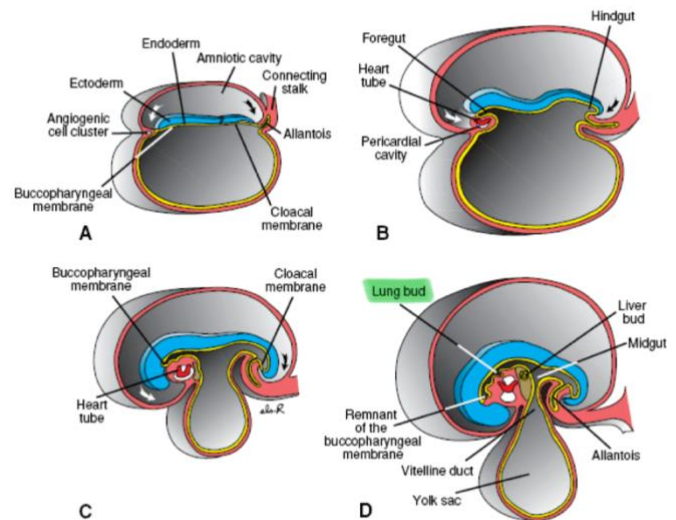 Endoderm
Amniotic cavity
Ectoderm
Connecting
stalk
Angiogenic
cell cluster
Allantois
Buccopharyngeal
membrane
Cloacal
membrane
A
Hindgut
Foregut
Heart
tube
Pericardial
cavity
B
Buccopharyngeal
membrane
Cloacal
membrane
Heart
tube
C
Lung bud
Liver
bud
Midgut
Remnant
of the
buccopharyngeal
membrane
Vitelline duct
Allantois
Yolk sac
D